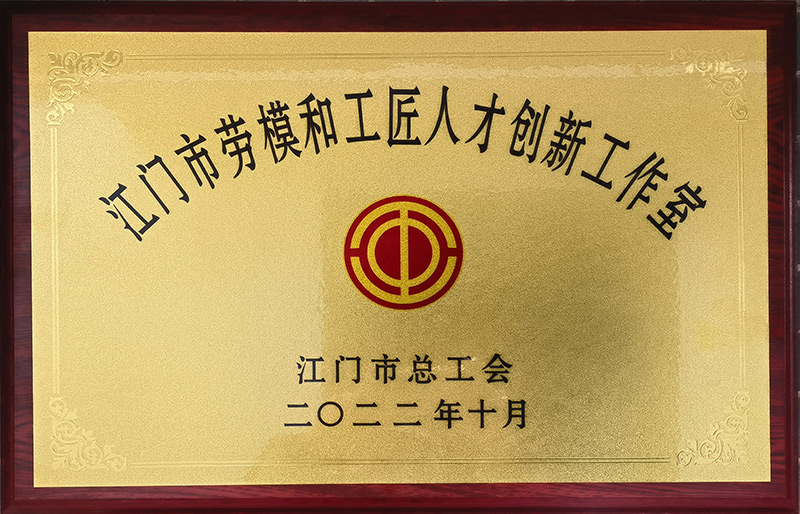 江门市劳模和工匠人才创新工作室
江门市总工会
二〇二二年十月